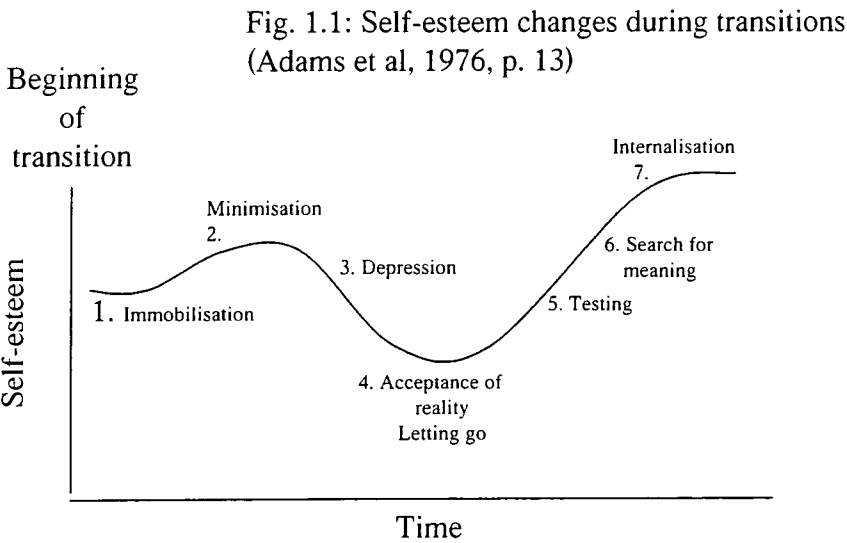 Fig. 1.1: Self-esteem changes during transitions
(Adams et al, 1976, p. 13)
Beginning
of
transition
Internalisation
7.
Minimisation
2.
6. Search for
meaning
3. Depression
5. Testing
1. Immobilisation
4. Acceptance of
reality
Letting go
Self-esteem
Time